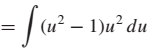 = ∫ (u² − 1)u² du